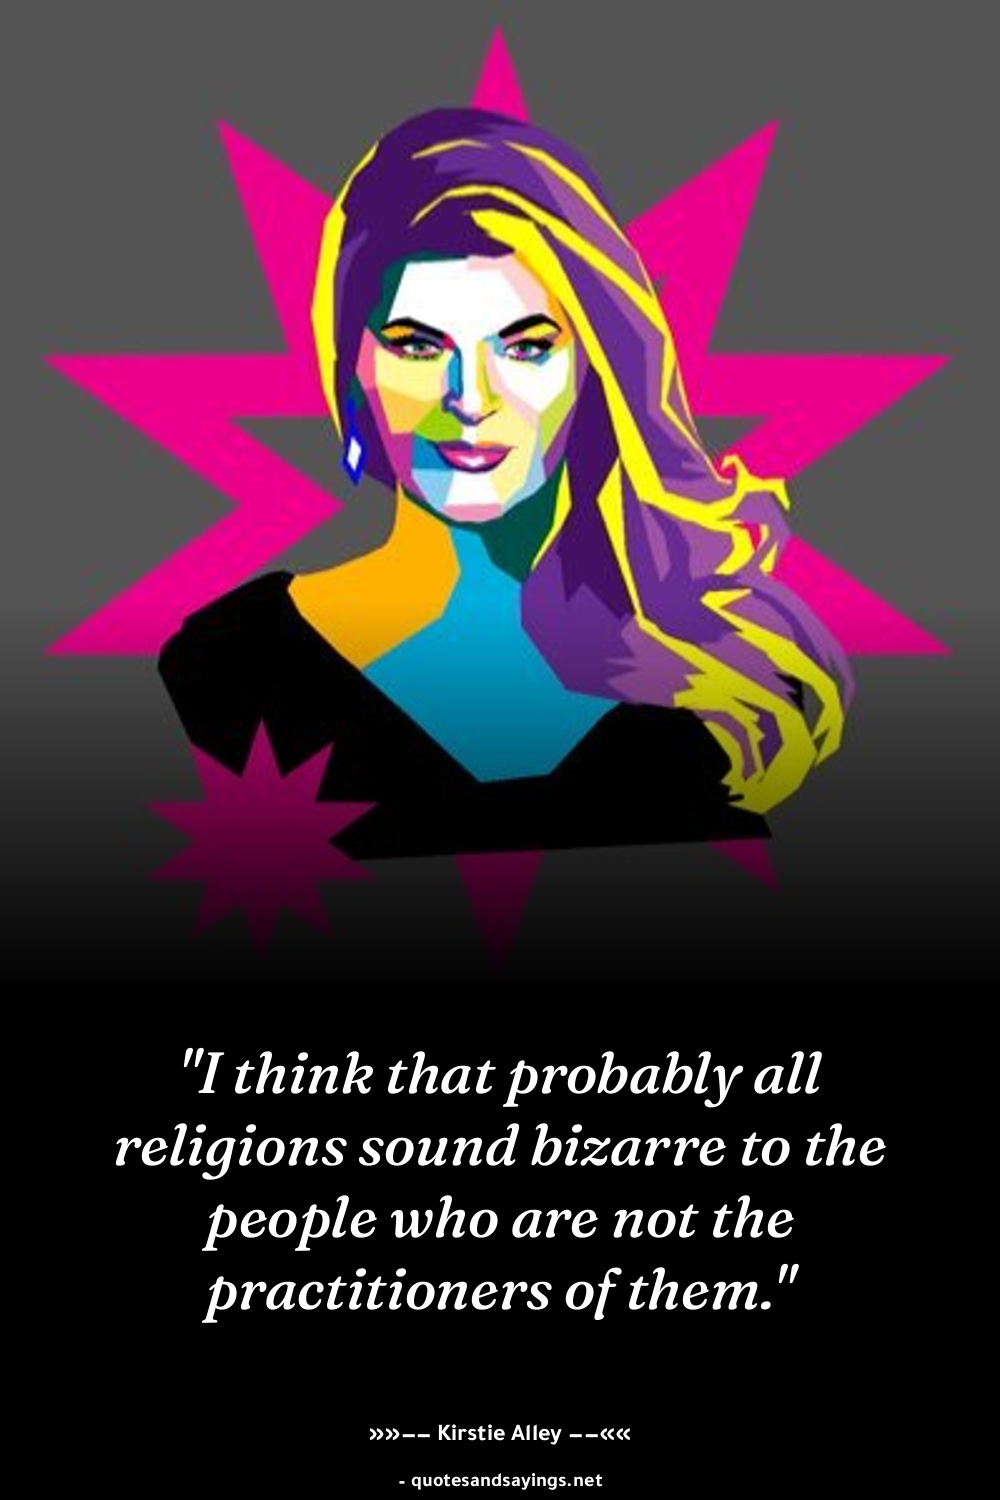 "I think that probably all
religions sound bizarre to the
people who are not the
practitioners of them."
»»–– Kirstie Alley ––««
- quotesandsayings.net